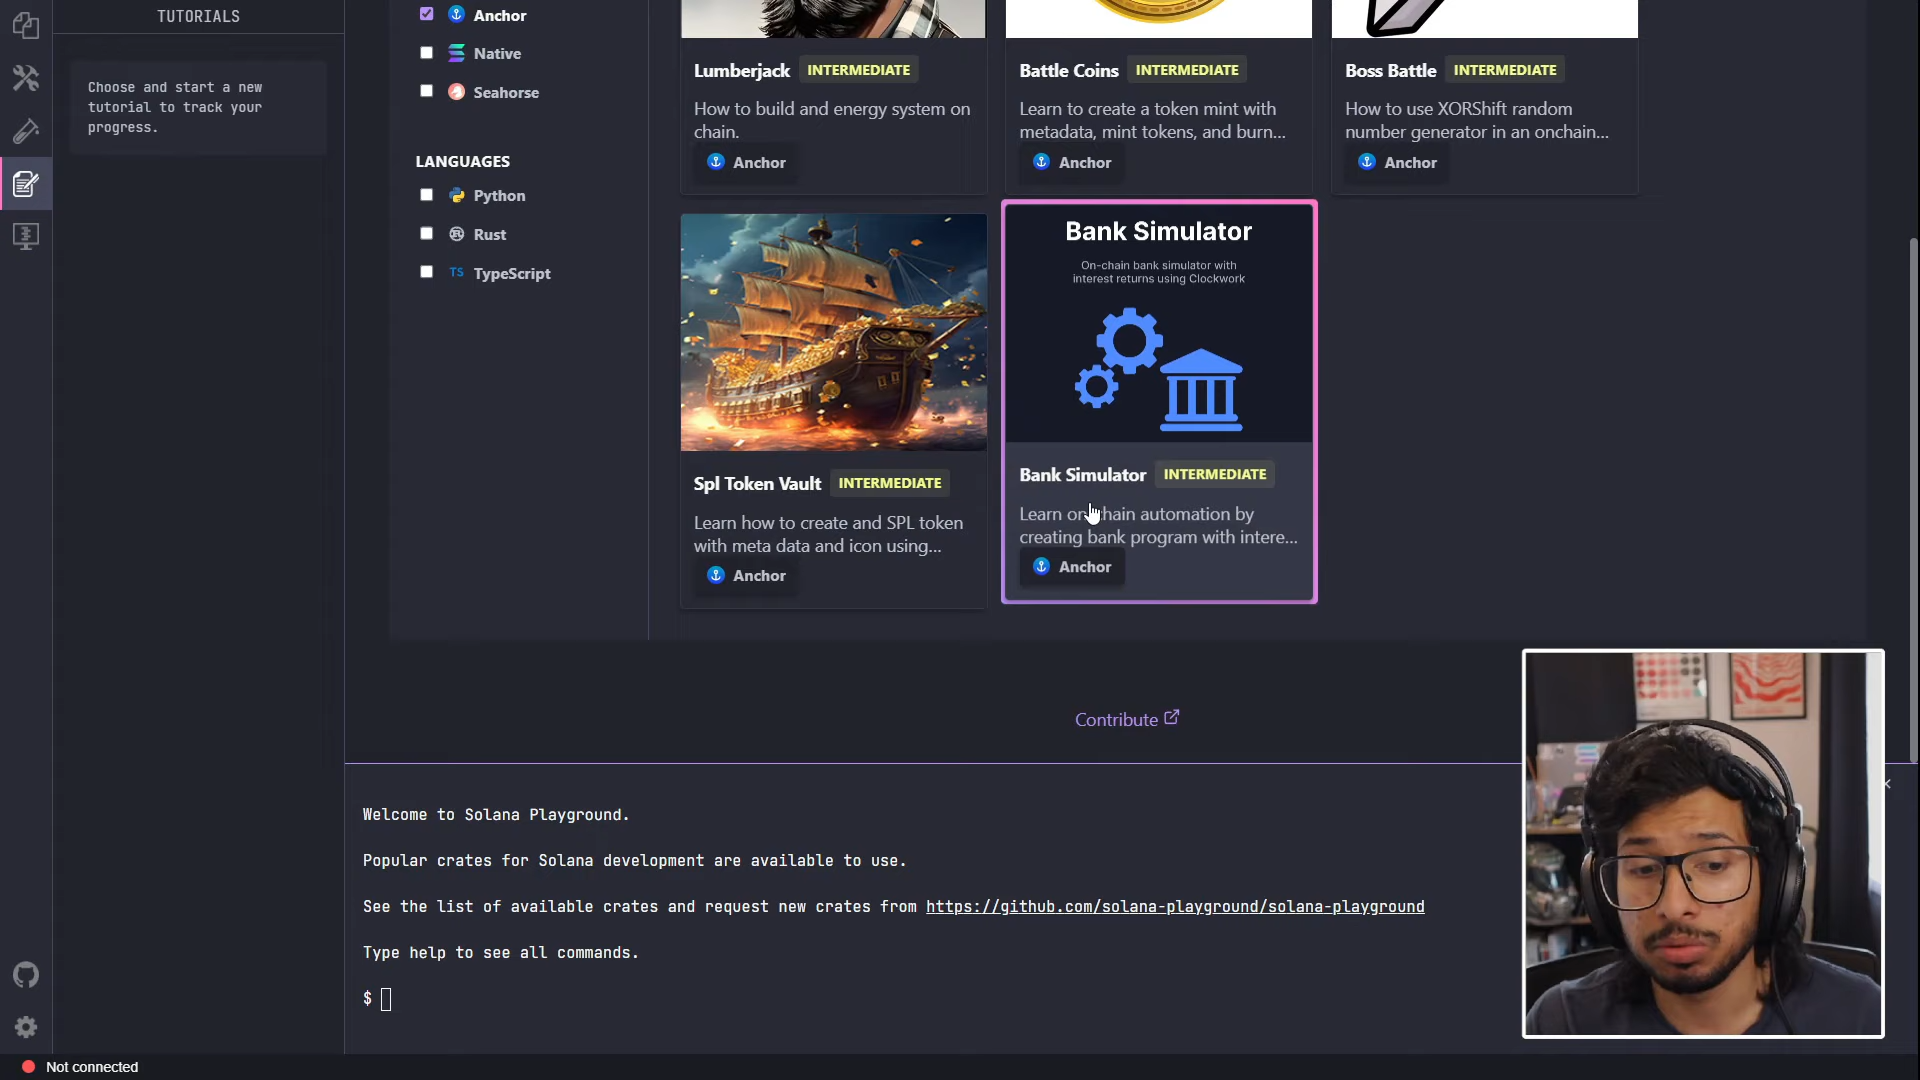 TUTORIALS
Choose and start a new
tutorial to track your
progress.
Anchor
Native
Seahorse
LANGUAGES
Python
Rust
TS TypeScript
Lumberjack INTERMEDIATE
How to build and energy system on
chain.
Anchor
Battle Coins INTERMEDIATE
Learn to create a token mint with
metadata, mint tokens, and burn...
Anchor
Boss Battle INTERMEDIATE
How to use XORShift random
number generator in an onchain...
Anchor
Spl Token Vault INTERMEDIATE
Learn how to create and SPL token
with meta data and icon using...
Anchor
Bank Simulator
On-chain bank simulator with
interest returns using Clockwork
Bank Simulator INTERMEDIATE
Learn on-chain automation by
creating bank program with intere...
Anchor
Contribute
Welcome to Solana Playground.
Popular crates for Solana development are available to use.
See the list of available crates and request new crates from https://github.com/solana-playground/solana-playground
Type help to see all commands.
$
Not connected